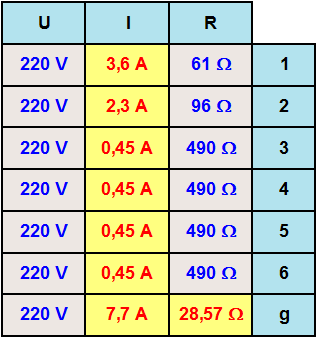 U I R
220 V 3,6 A 61 Ω 1
220 V 2,3 A 96 Ω 2
220 V 0,45 A 490 Ω 3
220 V 0,45 A 490 Ω 4
220 V 0,45 A 490 Ω 5
220 V 0,45 A 490 Ω 6
220 V 7,7 A 28,57 Ω g